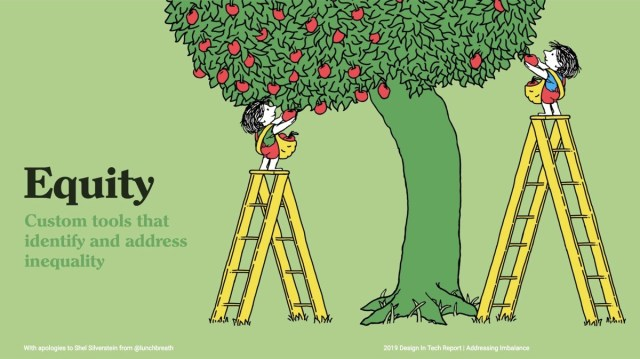 Equity
Custom tools that
identify and address
inequality
With apologies to Shel Silverstein from @lunchbreath
2019 Design In Tech Report | Addressing Imbalance